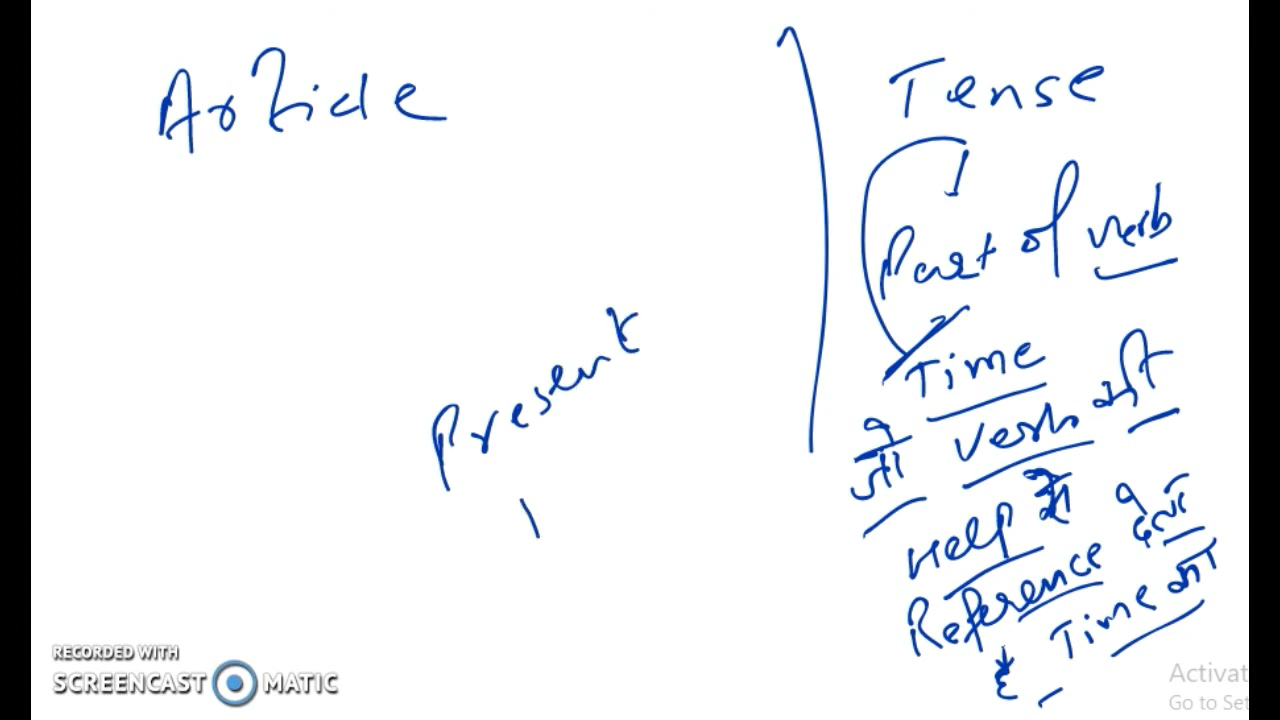 Article
Present
Tense
Part of verb
Time
जो verb की
Help से
Reference देता
है Time का
RECORDED WITH
SCREENCAST MATIC
Activat
Go to Set